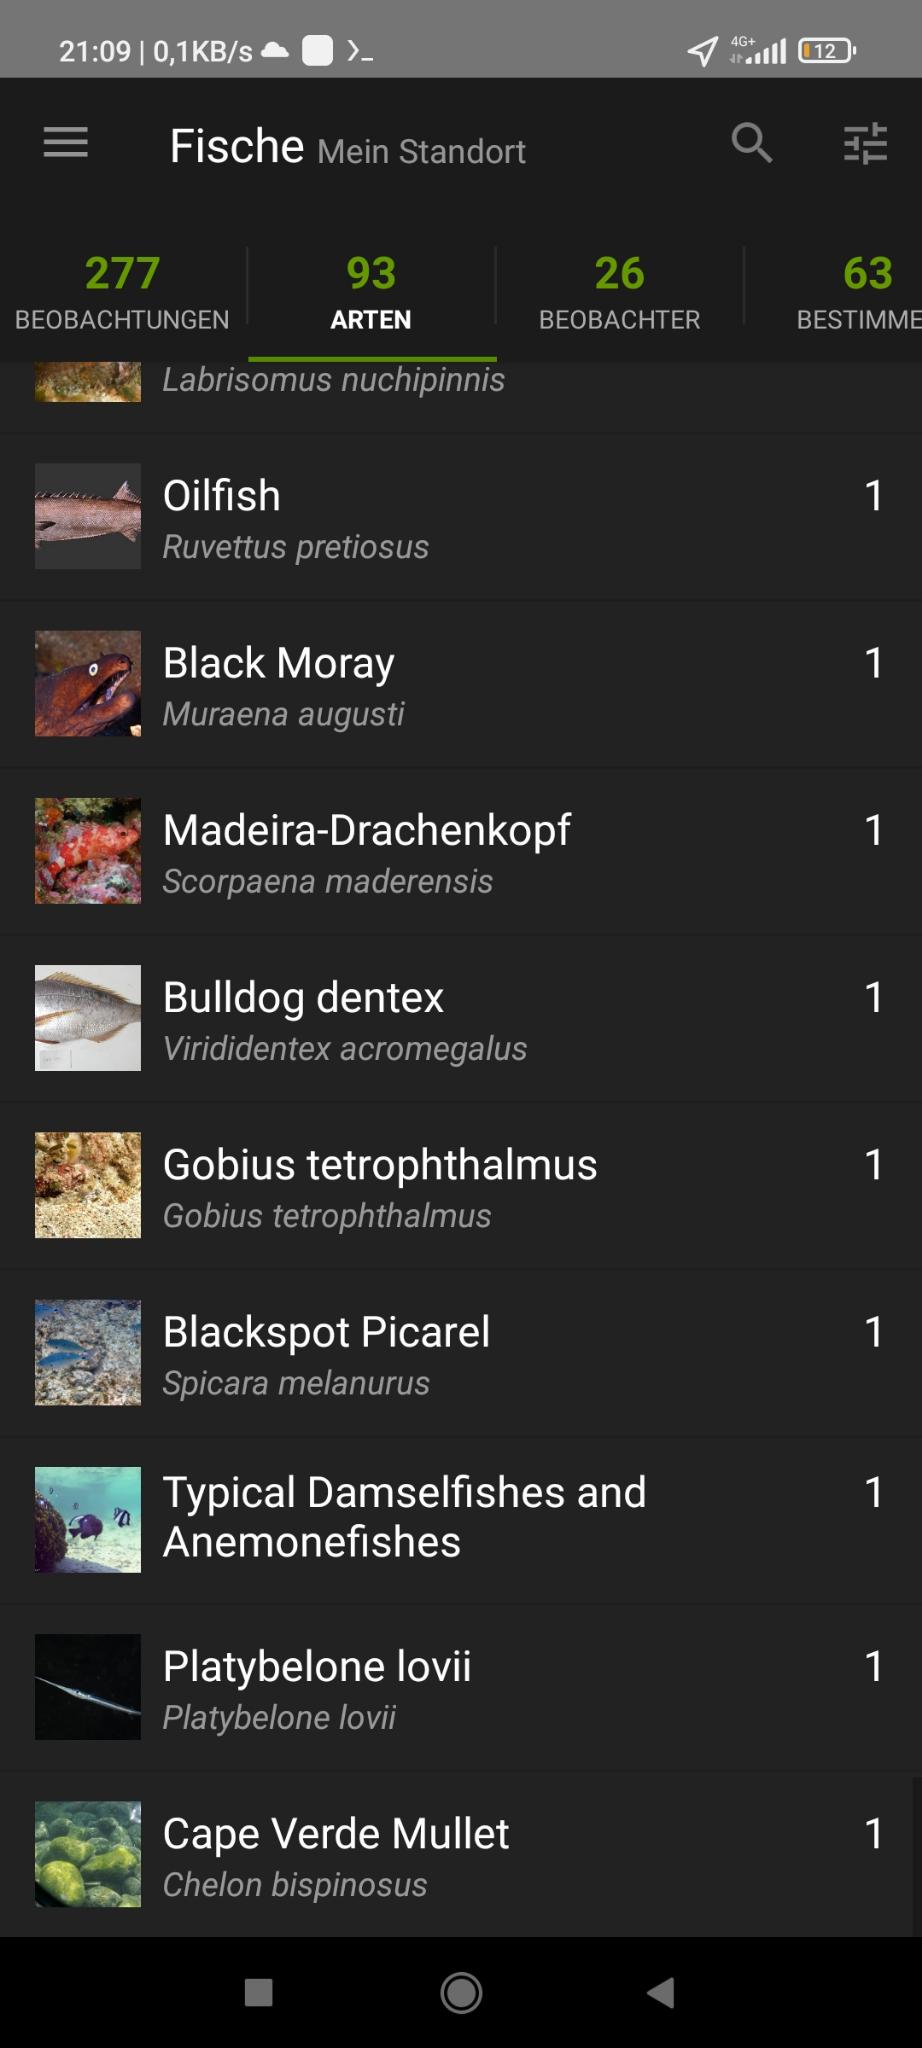 21:09 | 0,1KB/s
4G+
12
Fische Mein Standort
277
BEOBACHTUNGEN
93
ARTEN
26
BEOBACHTER
63
BESTIMME
Labrisomus nuchipinnis
Oilfish 1
Ruvettus pretiosus
Black Moray 1
Muraena augusti
Madeira-Drachenkopf 1
Scorpaena maderensis
Bulldog dentex 1
Virididentex acromegalus
Gobius tetrophthalmus 1
Gobius tetrophthalmus
Blackspot Picarel 1
Spicara melanurus
Typical Damselfishes and 1
Anemonefishes
Platybelone lovii 1
Platybelone lovii
Cape Verde Mullet 1
Chelon bispinosus